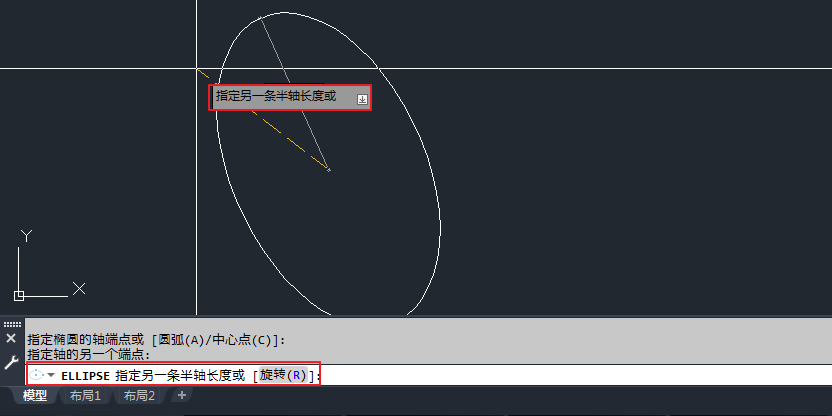 指定另一条半轴长度或
Y
X
指定椭圆的轴端点或 [圆弧(A)/中心点(C)]:
指定轴的另一个端点:
ELLIPSE 指定另一条半轴长度或 [旋转(R)]:
模型 布局1 布局2 +